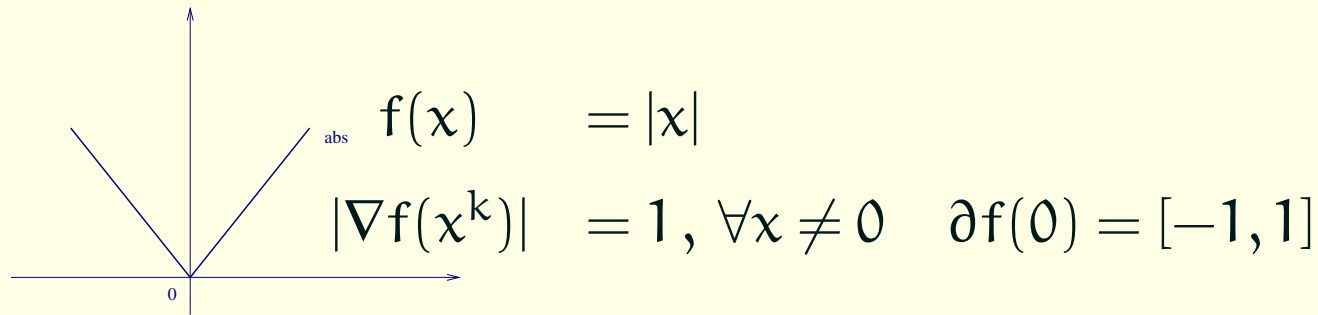 f(x) = |x|
abs
|∇f(x^k)| = 1, ∀x ≠ 0 ∂f(0) = [−1, 1]
0